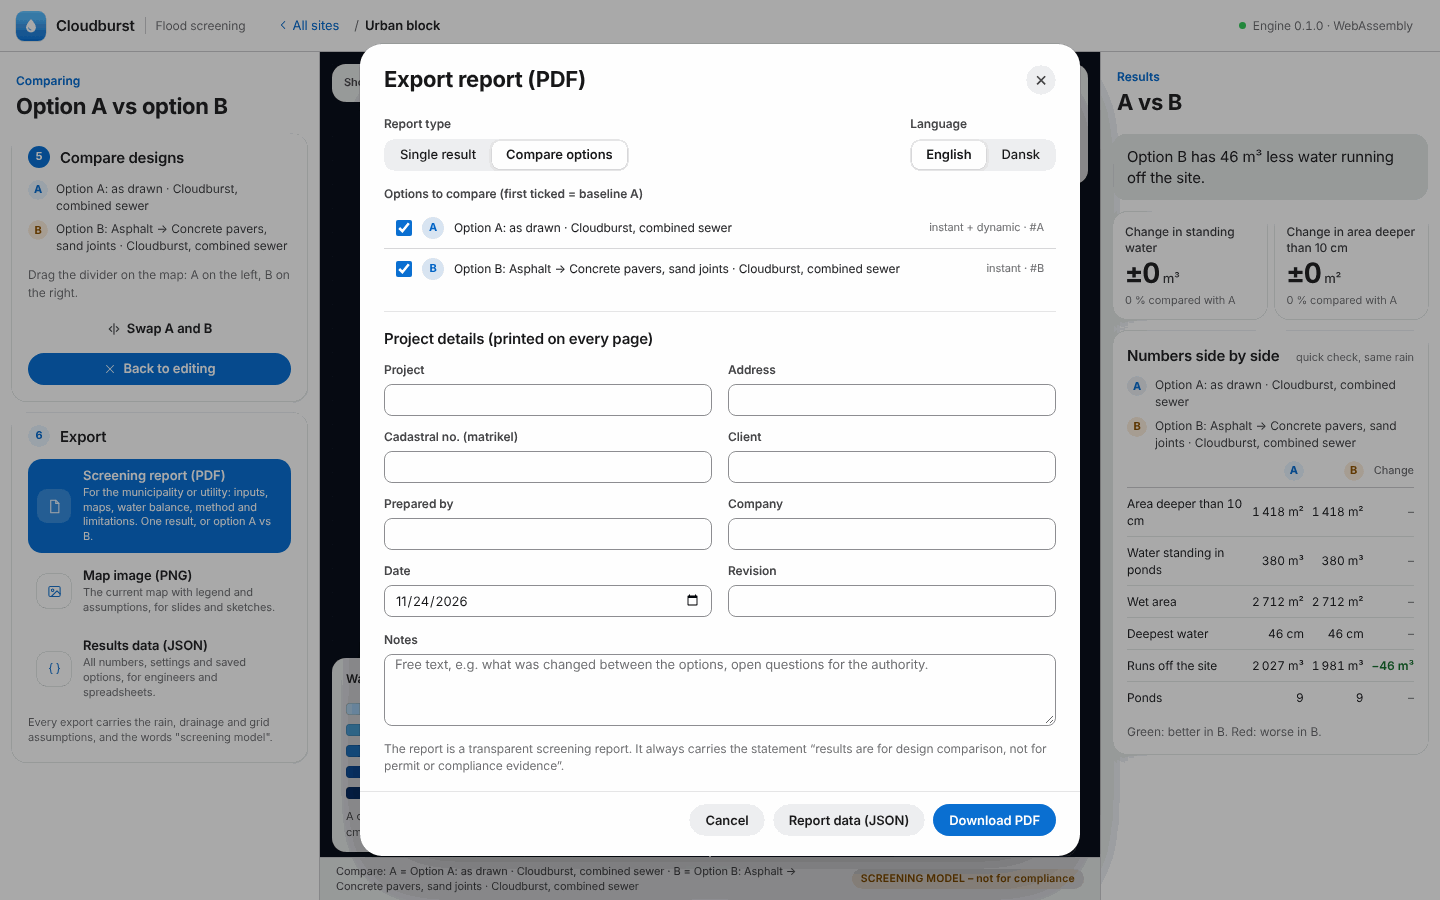 Cloudburst
Flood screening
All sites
/ Urban block
Engine 0.1.0 · WebAssembly
Comparing
Option A vs option B
5
Compare designs
A
Option A: as drawn · Cloudburst,
combined sewer
B
Option B: Asphalt → Concrete pavers,
sand joints · Cloudburst, combined sewer
Drag the divider on the map: A on the left, B on
the right.
Swap A and B
Back to editing
6
Export
Screening report (PDF)
For the municipality or utility: inputs,
maps, water balance, method and
limitations. One result, or option A vs
B.
Map image (PNG)
The current map with legend and
assumptions, for slides and sketches.
Results data (JSON)
All numbers, settings and saved
options, for engineers and
spreadsheets.
Every export carries the rain, drainage and grid
assumptions, and the words "screening model".
Export report (PDF)
Report type
Single result
Compare options
Language
English
Dansk
Options to compare (first ticked = baseline A)
A
Option A: as drawn · Cloudburst, combined sewer
instant + dynamic · #A
B
Option B: Asphalt → Concrete pavers, sand joints · Cloudburst, combined sewer
instant · #B
Project details (printed on every page)
Project
Address
Cadastral no. (matrikel)
Client
Prepared by
Company
Date
Revision
11/24/2026
Notes
Free text, e.g. what was changed between the options, open questions for the authority.
The report is a transparent screening report. It always carries the statement “results are for design comparison, not for
permit or compliance evidence”.
Cancel
Report data (JSON)
Download PDF
Compare: A = Option A: as drawn · Cloudburst, combined sewer · B = Option B: Asphalt →
Concrete pavers, sand joints · Cloudburst, combined sewer
SCREENING MODEL – not for compliance
Results
A vs B
Option B has 46 m³ less water running
off the site.
Change in standing
water
±0 m³
0 % compared with A
Change in area deeper
than 10 cm
±0 m²
0 % compared with A
Numbers side by side
quick check, same rain
A
Option A: as drawn · Cloudburst, combined
sewer
B
Option B: Asphalt → Concrete pavers, sand
joints · Cloudburst, combined sewer
A B Change
Area deeper than 10
cm
1 418 m² 1 418 m² –
Water standing in
ponds
380 m³ 380 m³ –
Wet area 2 712 m² 2 712 m² –
Deepest water 46 cm 46 cm –
Runs off the site 2 027 m³ 1 981 m³ −46 m³
Ponds 9 9 –
Green: better in B. Red: worse in B.